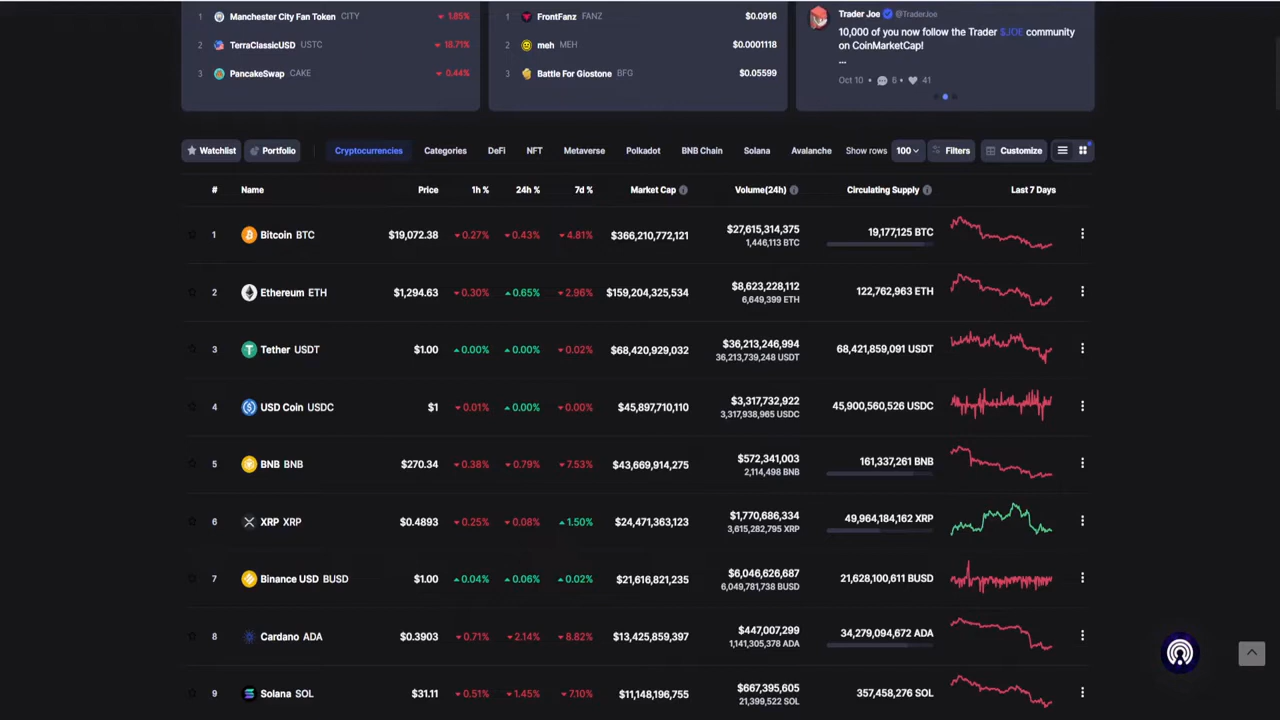 1 Manchester City Fan Token CITY 1.85%
2 TerraClassicUSD USTC 18.71%
3 PancakeSwap CAKE 0.44%
1 FrontFanz FANZ $0.0916
2 meh MEH $0.0001118
3 Battle For Giostone BFG $0.05599
Trader Joe @TraderJoe
10,000 of you now follow the Trader $JOE community
on CoinMarketCap!
...
Oct 10 • 6 • 41
Watchlist Portfolio Cryptocurrencies Categories DeFi NFT Metaverse Polkadot BNB Chain Solana Avalanche Show rows 100 Filters Customize
# Name Price 1h % 24h % 7d % Market Cap Volume(24h) Circulating Supply Last 7 Days
1 Bitcoin BTC $19,072.38 0.27% 0.43% 4.81% $366,210,772,121 $27,615,314,375 19,177,125 BTC
1,446,113 BTC
2 Ethereum ETH $1,294.63 0.30% 0.65% 2.96% $159,204,325,534 $8,623,228,112 122,762,963 ETH
6,649,399 ETH
3 Tether USDT $1.00 0.00% 0.00% 0.02% $68,420,929,032 $36,213,246,994 68,421,859,091 USDT
36,213,739,248 USDT
4 USD Coin USDC $1 0.01% 0.00% 0.00% $45,897,710,110 $3,317,732,922 45,900,560,526 USDC
3,317,938,965 USDC
5 BNB BNB $270.34 0.38% 0.79% 7.53% $43,669,914,275 $572,341,003 161,337,261 BNB
2,114,498 BNB
6 XRP XRP $0.4893 0.25% 0.08% 1.50% $24,471,363,123 $1,770,686,334 49,964,184,162 XRP
3,615,282,795 XRP
7 Binance USD BUSD $1.00 0.04% 0.06% 0.02% $21,616,821,235 $6,046,626,687 21,628,100,611 BUSD
6,049,781,738 BUSD
8 Cardano ADA $0.3903 0.71% 2.14% 8.82% $13,425,859,397 $447,007,299 34,279,094,672 ADA
1,141,305,378 ADA
9 Solana SOL $31.11 0.51% 1.45% 7.10% $11,148,196,755 $667,395,605 357,458,276 SOL
21,399,522 SOL